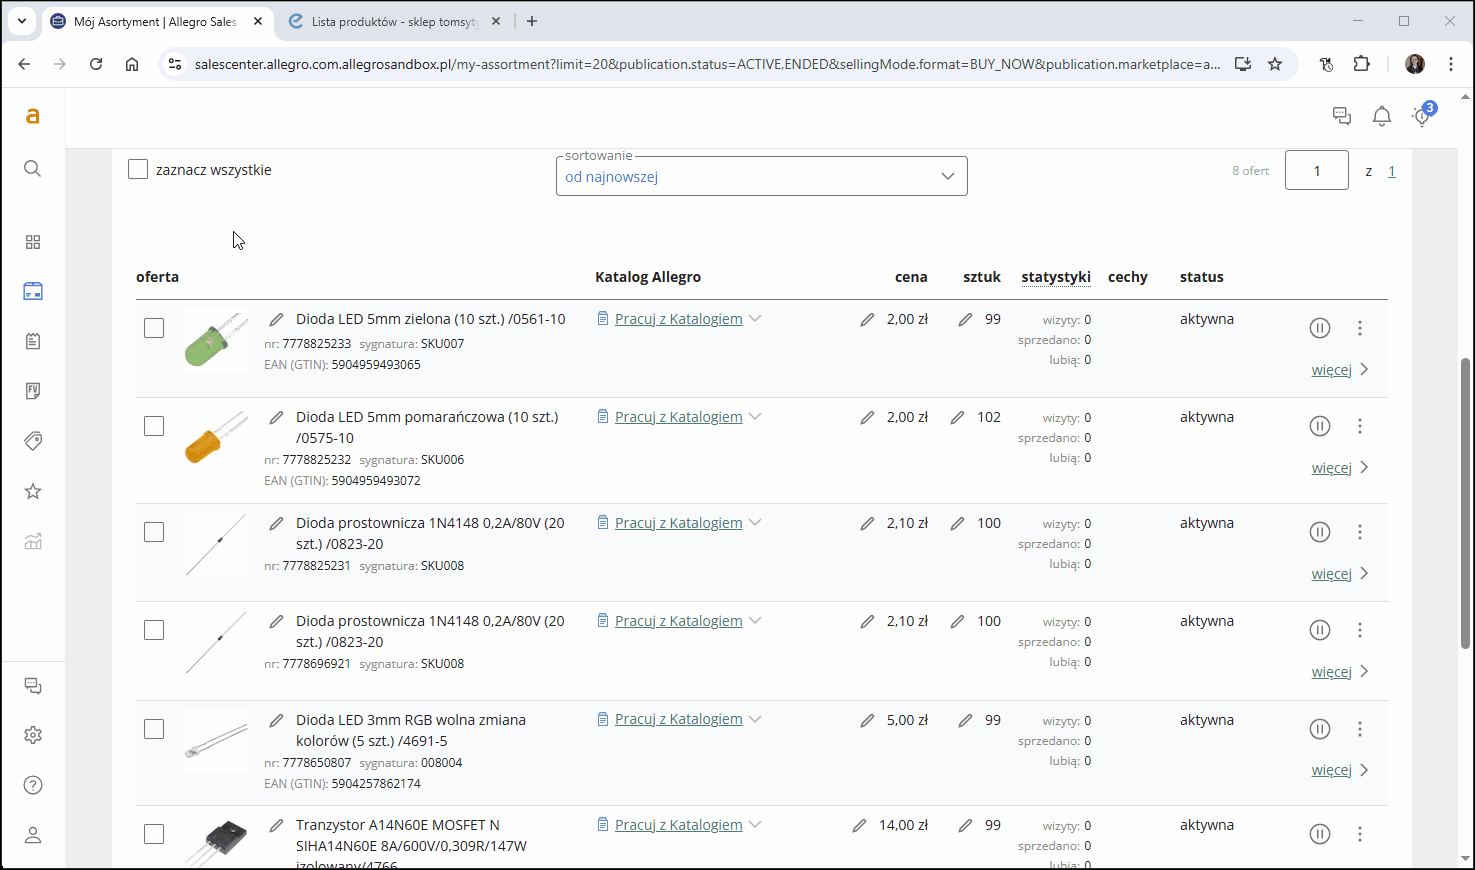 Mój Asortyment | Allegro Sales
Lista produktów - sklep tomsyt
salescenter.allegro.com.allegrosandbox.pl/my-assortment?limit=20&publication.status=ACTIVE,ENDED&sellingMode.format=BUY_NOW&publication.marketplace=a...
a
3
zaznacz wszystkie
sortowanie
od najnowszej
8 ofert
1
z
1
oferta
Katalog Allegro
cena
sztuk
statystyki
cechy
status
Dioda LED 5mm zielona (10 szt.) /0561-10
nr: 7778825233 sygnatura: SKU007
EAN (GTIN): 5904959493065
Pracuj z Katalogiem
2,00 zł
99
wizyty: 0
sprzedano: 0
lubią: 0
aktywna
więcej
Dioda LED 5mm pomarańczowa (10 szt.)
/0575-10
nr: 7778825232 sygnatura: SKU006
EAN (GTIN): 5904959493072
Pracuj z Katalogiem
2,00 zł
102
wizyty: 0
sprzedano: 0
lubią: 0
aktywna
więcej
Dioda prostownicza 1N4148 0,2A/80V (20
szt.) /0823-20
nr: 7778825231 sygnatura: SKU008
Pracuj z Katalogiem
2,10 zł
100
wizyty: 0
sprzedano: 0
lubią: 0
aktywna
więcej
Dioda prostownicza 1N4148 0,2A/80V (20
szt.) /0823-20
nr: 7778696921 sygnatura: SKU008
Pracuj z Katalogiem
2,10 zł
100
wizyty: 0
sprzedano: 0
lubią: 0
aktywna
więcej
Dioda LED 3mm RGB wolna zmiana
kolorów (5 szt.) /4691-5
nr: 7778650807 sygnatura: 008004
EAN (GTIN): 5904257862174
Pracuj z Katalogiem
5,00 zł
99
wizyty: 0
sprzedano: 0
lubią: 0
aktywna
więcej
Tranzystor A14N60E MOSFET N
SIHA14N60E 8A/600V/0,309R/147W
izolowany/4766
Pracuj z Katalogiem
14,00 zł
99
wizyty: 0
sprzedano: 0
lubią: 0
aktywna
FV